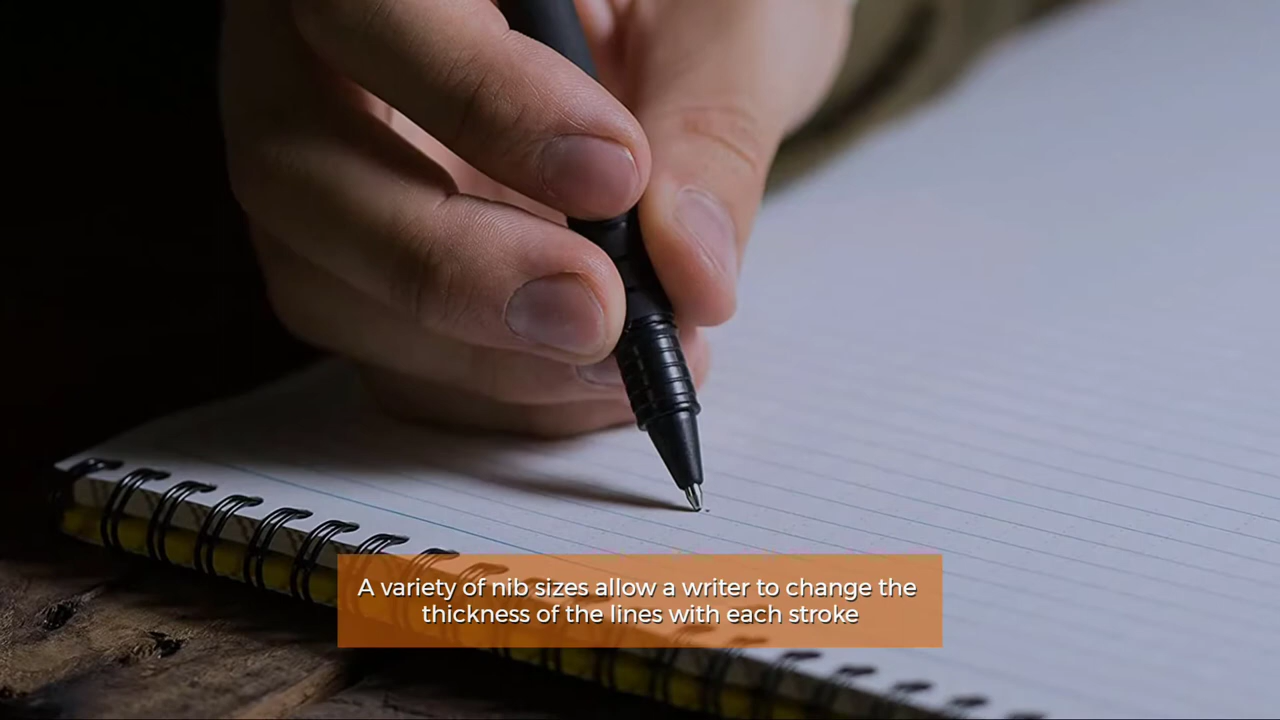 A variety of nib sizes allow a writer to change the
thickness of the lines with each stroke